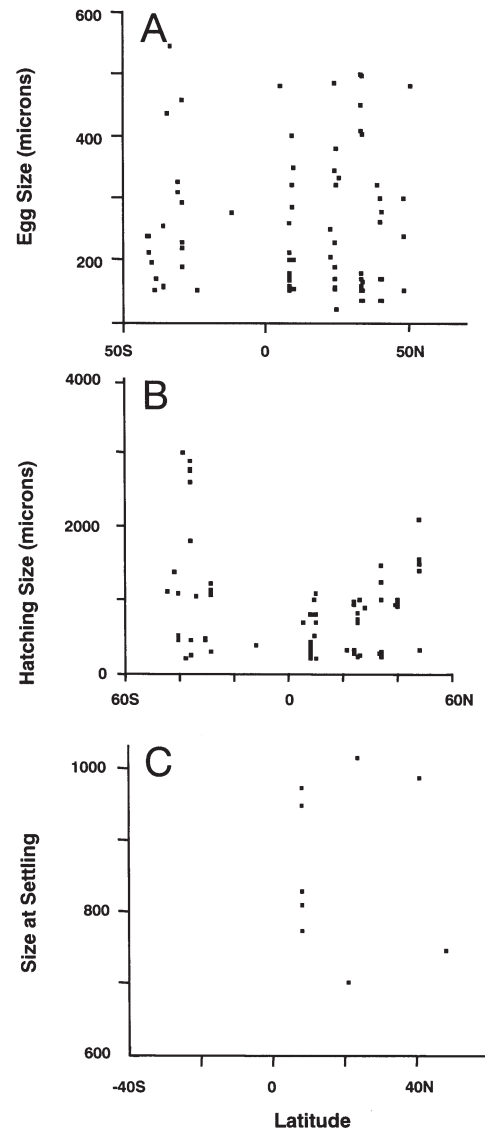 A
600
400
200
Egg Size (microns)
50S 0 50N
B
4000
2000
0
Hatching Size (microns)
60S 0 60N
C
1000
800
600
Size at Settling
-40S 0 40N
Latitude